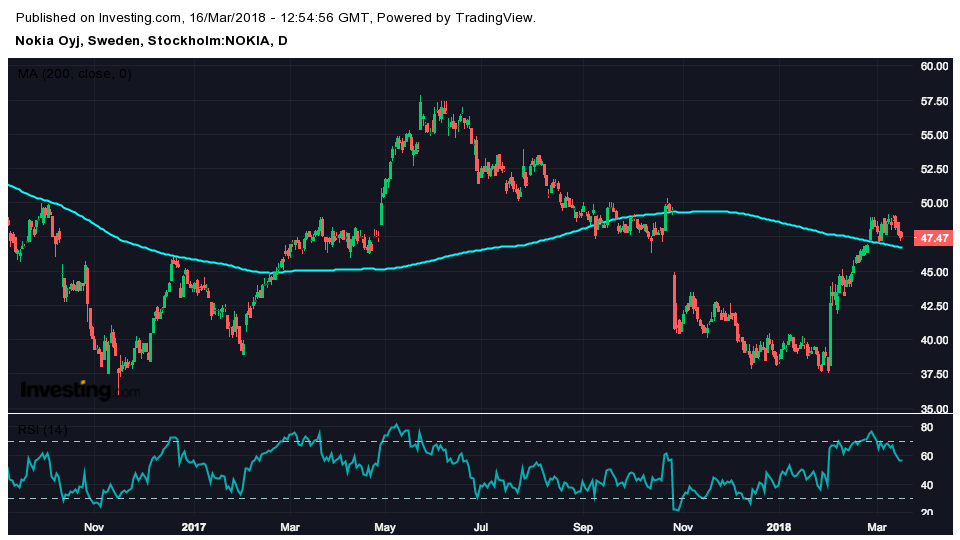 Published on Investing.com, 16/Mar/2018 - 12:54:56 GMT, Powered by TradingView.
Nokia Oyj, Sweden, Stockholm:NOKIA, D
MA (200, close, 0)
60.00
57.50
55.00
52.50
50.00
47.47
45.00
42.50
40.00
37.50
35.00
Investing.com
RSI (14)
80
60
40
20
Nov
2017
Mar
May
Jul
Sep
Nov
2018
Mar